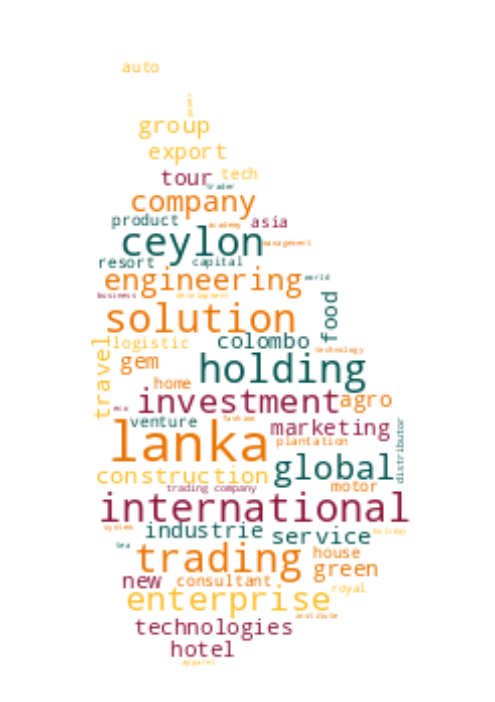 auto
group
export
tour tech
trader
company
product academy asia
ceylon management
resort capital
engineering world
business development
solution food
travel logistic colombo technology
gem holding
home
eco investment agro
venture fashion marketing
lanka plantation distributor
construction global
trading company motor
international
system industrie service holiday
tea trading house
new consultant green
enterprise royal
institute
technologies
hotel
apparel